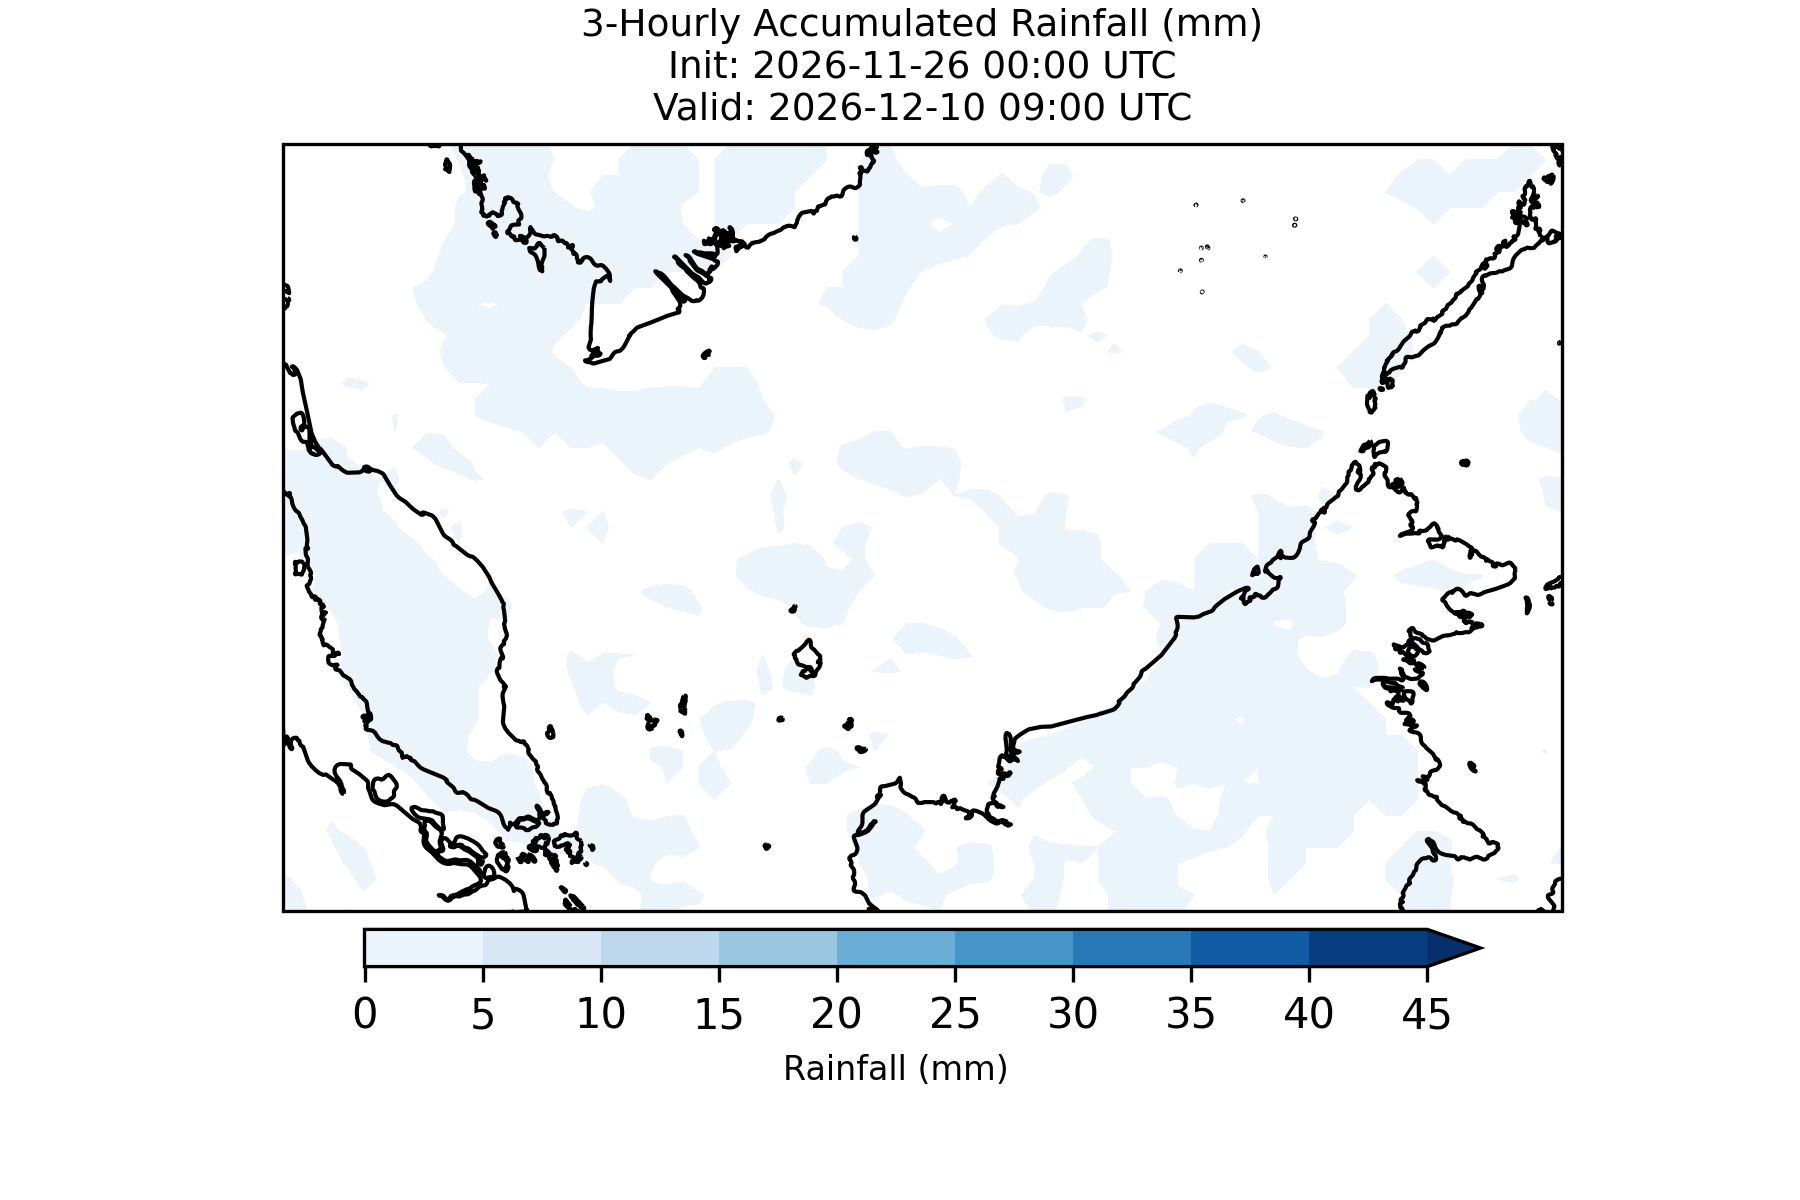 3-Hourly Accumulated Rainfall (mm)
Init: 2026-11-26 00:00 UTC
Valid: 2026-12-10 09:00 UTC
0 5 10 15 20 25 30 35 40 45
Rainfall (mm)